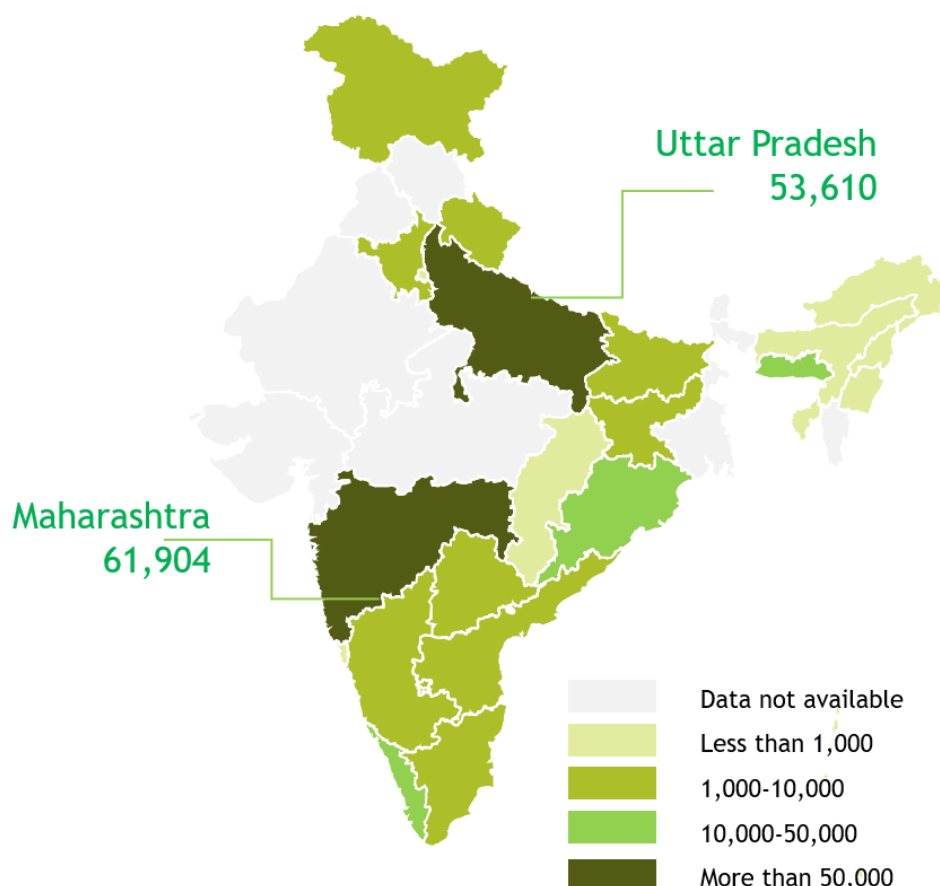 Uttar Pradesh
53,610
Maharashtra
61,904
Data not available
Less than 1,000
1,000-10,000
10,000-50,000
More than 50,000